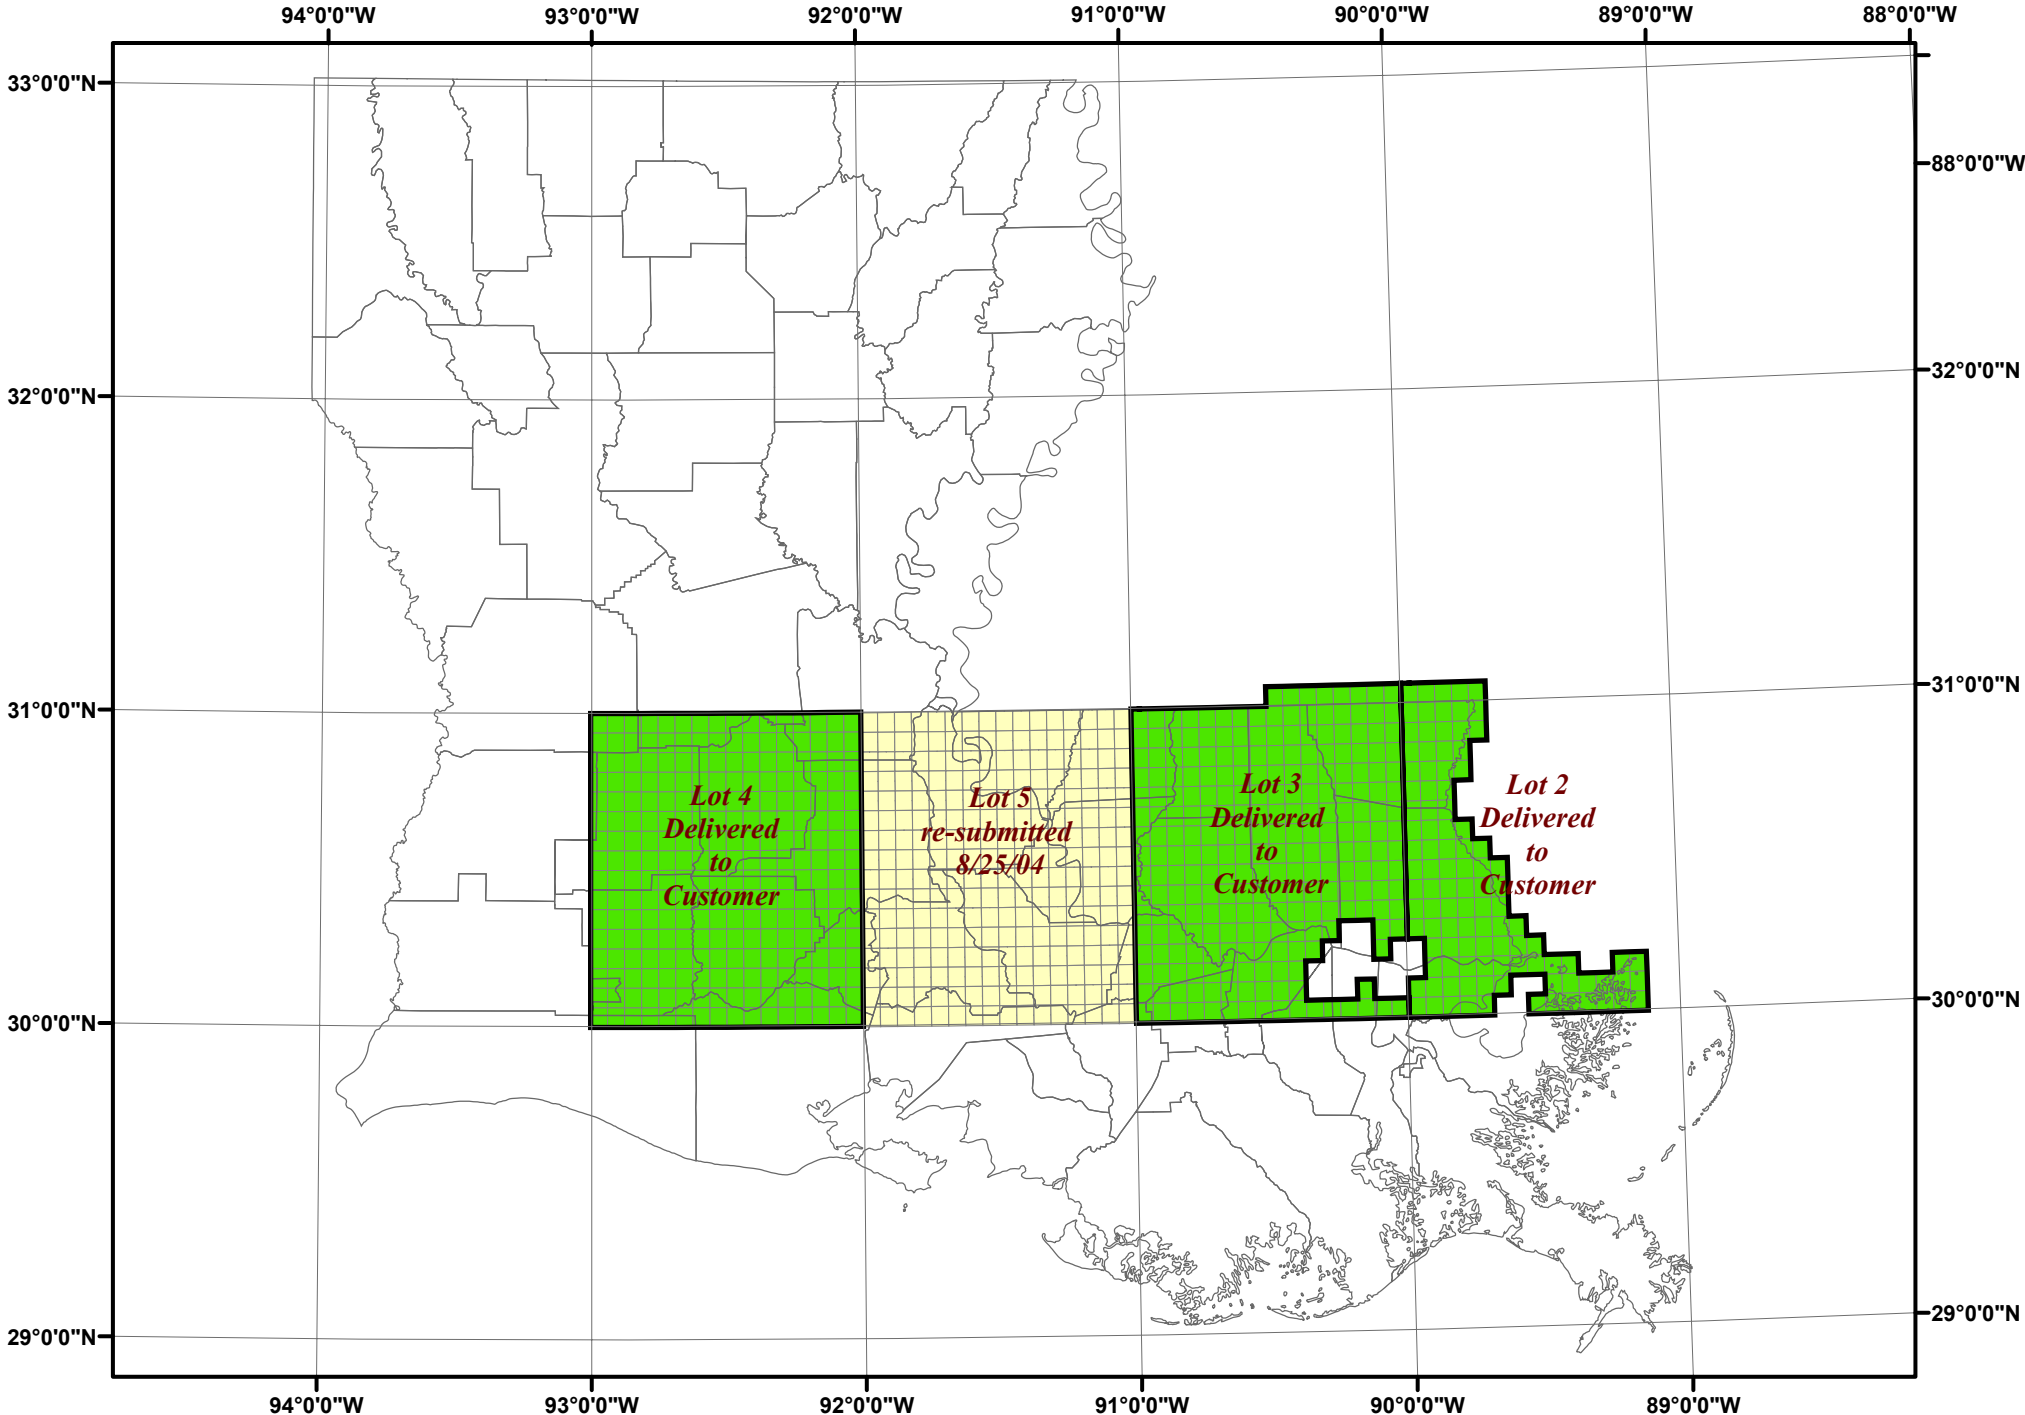 94°0'0"W 93°0'0"W 92°0'0"W 91°0'0"W 90°0'0"W 89°0'0"W 88°0'0"W
33°0'0"N
88°0'0"W
32°0'0"N
32°0'0"N
31°0'0"N
31°0'0"N
Lot 4
Delivered
to
Customer
Lot 5
re-submitted
8/25/04
Lot 3
Delivered
to
Customer
Lot 2
Delivered
to
Customer
30°0'0"N
30°0'0"N
29°0'0"N
29°0'0"N
94°0'0"W 93°0'0"W 92°0'0"W 91°0'0"W 90°0'0"W 89°0'0"W